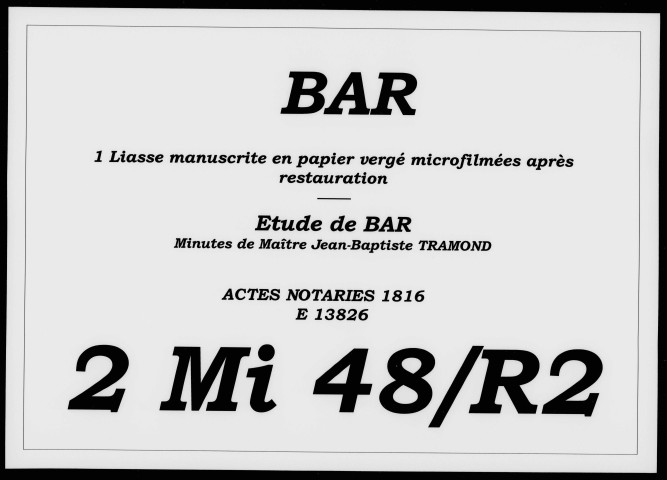 BAR
1 Liasse manuscrite en papier vergé microfilmées après
restauration
Etude de BAR
Minutes de Maître Jean-Baptiste TRAMOND
ACTES NOTARIES 1816
E 13826
2 Mi 48/R2